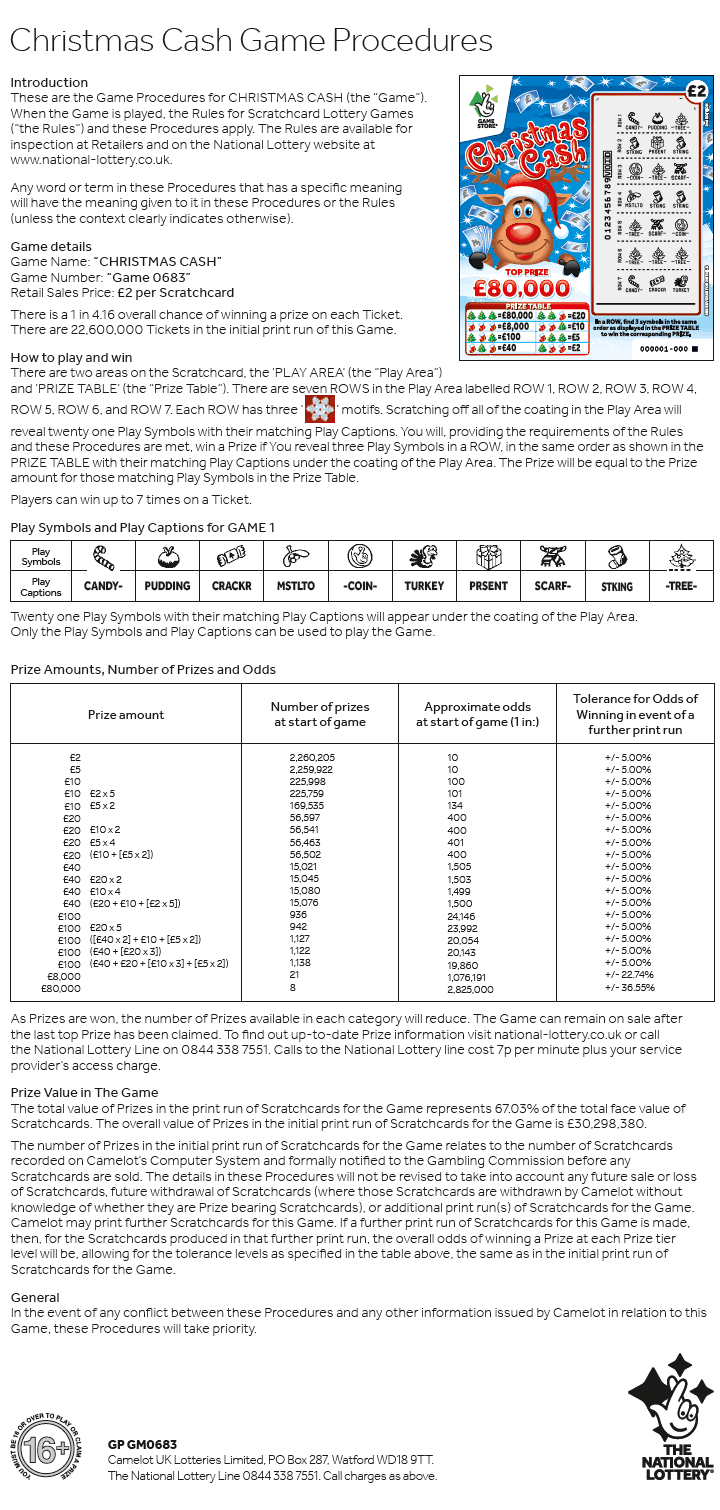 Christmas Cash Game Procedures
Introduction
These are the Game Procedures for CHRISTMAS CASH (the “Game”).
When the Game is played, the Rules for Scratchcard Lottery Games
(“the Rules”) and these Procedures apply. The Rules are available for
inspection at Retailers and on the National Lottery website at
www.national-lottery.co.uk.
Any word or term in these Procedures that has a specific meaning
will have the meaning given to it in these Procedures or the Rules
(unless the context clearly indicates otherwise).
Game details
Game Name: “CHRISTMAS CASH”
Game Number: “Game 0683”
Retail Sales Price: £2 per Scratchcard
There is a 1 in 4.16 overall chance of winning a prize on each Ticket.
There are 22,600,000 Tickets in the initial print run of this Game.
GAME
STORE
£2
Christmas
Cash
TOP PRIZE
£80,000
PRIZE TABLE
=£80,000 =£20
=£8,000 =£10
=£100 =£5
=£40 =£2
0123456789
ROW 1 CANDY- PUDDING -TREE-
ROW 2 STKING PRSENT STKING
ROW 3 -COIN- -TREE- SCARF-
ROW 4 MSTLTO STKING STKING
ROW 5 -TREE- SCARF- -COIN-
ROW 6 -TREE- -TREE- -TREE-
ROW 7 CANDY- CRACKR TURKEY
In a ROW, find 3 symbols in the same
order as displayed in the PRIZE TABLE
to win the corresponding PRIZE.
000001-000
How to play and win
There are two areas on the Scratchcard, the ‘PLAY AREA’ (the “Play Area”)
and ‘PRIZE TABLE’ (the “Prize Table”). There are seven ROWS in the Play Area labelled ROW 1, ROW 2, ROW 3, ROW 4,
ROW 5, ROW 6, and ROW 7. Each ROW has three ‘ ’ motifs. Scratching off all of the coating in the Play Area will
reveal twenty one Play Symbols with their matching Play Captions. You will, providing the requirements of the Rules
and these Procedures are met, win a Prize if You reveal three Play Symbols in a ROW, in the same order as shown in the
PRIZE TABLE with their matching Play Captions under the coating of the Play Area. The Prize will be equal to the Prize
amount for those matching Play Symbols in the Prize Table.
Players can win up to 7 times on a Ticket.
Play Symbols and Play Captions for GAME 1
Play
Symbols
Play
Captions
CANDY- PUDDING CRACKR MSTLTO -COIN- TURKEY PRSENT SCARF- STKING -TREE-
Twenty one Play Symbols with their matching Play Captions will appear under the coating of the Play Area.
Only the Play Symbols and Play Captions can be used to play the Game.
Prize Amounts, Number of Prizes and Odds
Prize amount
Number of prizes
at start of game
Approximate odds
at start of game (1 in:)
Tolerance for Odds of
Winning in event of a
further print run
£2 2,260,205 10 +/- 5.00%
£5 2,259,922 10 +/- 5.00%
£10 225,998 100 +/- 5.00%
£10 £2 x 5 225,759 101 +/- 5.00%
£10 £5 x 2 169,535 134 +/- 5.00%
£20 56,597 400 +/- 5.00%
£20 £10 x 2 56,541 400 +/- 5.00%
£20 £5 x 4 56,463 401 +/- 5.00%
£20 (£10 + [£5 x 2]) 56,502 400 +/- 5.00%
£40 15,021 1,505 +/- 5.00%
£40 £20 x 2 15,045 1,503 +/- 5.00%
£40 £10 x 4 15,080 1,499 +/- 5.00%
£40 (£20 + £10 + [£2 x 5]) 15,076 1,500 +/- 5.00%
£100 936 24,146 +/- 5.00%
£100 £20 x 5 942 23,992 +/- 5.00%
£100 ([£40 x 2] + £10 + [£5 x 2]) 1,127 20,054 +/- 5.00%
£100 (£40 + [£20 x 3]) 1,122 20,143 +/- 5.00%
£100 (£40 + £20 + [£10 x 3] + [£5 x 2]) 1,138 19,860 +/- 5.00%
£8,000 21 1,076,191 +/- 22.74%
£80,000 8 2,825,000 +/- 36.55%
As Prizes are won, the number of Prizes available in each category will reduce. The Game can remain on sale after
the last top Prize has been claimed. To find out up-to-date Prize information visit national-lottery.co.uk or call
the National Lottery Line on 0844 338 7551. Calls to the National Lottery line cost 7p per minute plus your service
provider’s access charge.
Prize Value in The Game
The total value of Prizes in the print run of Scratchcards for the Game represents 67.03% of the total face value of
Scratchcards. The overall value of Prizes in the initial print run of Scratchcards for the Game is £30,298,380.
The number of Prizes in the initial print run of Scratchcards for the Game relates to the number of Scratchcards
recorded on Camelot’s Computer System and formally notified to the Gambling Commission before any
Scratchcards are sold. The details in these Procedures will not be revised to take into account any future sale or loss
of Scratchcards, future withdrawal of Scratchcards (where those Scratchcards are withdrawn by Camelot without
knowledge of whether they are Prize bearing Scratchcards), or additional print run(s) of Scratchcards for the Game.
Camelot may print further Scratchcards for this Game. If a further print run of Scratchcards for this Game is made,
then, for the Scratchcards produced in that further print run, the overall odds of winning a Prize at each Prize tier
level will be, allowing for the tolerance levels as specified in the table above, the same as in the initial print run of
Scratchcards for the Game.
General
In the event of any conflict between these Procedures and any other information issued by Camelot in relation to this
Game, these Procedures will take priority.
YOU MUST BE 16 OR OVER TO PLAY OR CLAIM A PRIZE
16+
GP GM0683
Camelot UK Lotteries Limited, PO Box 287, Watford WD18 9TT.
The National Lottery Line 0844 338 7551. Call charges as above.
THE
NATIONAL
LOTTERY®